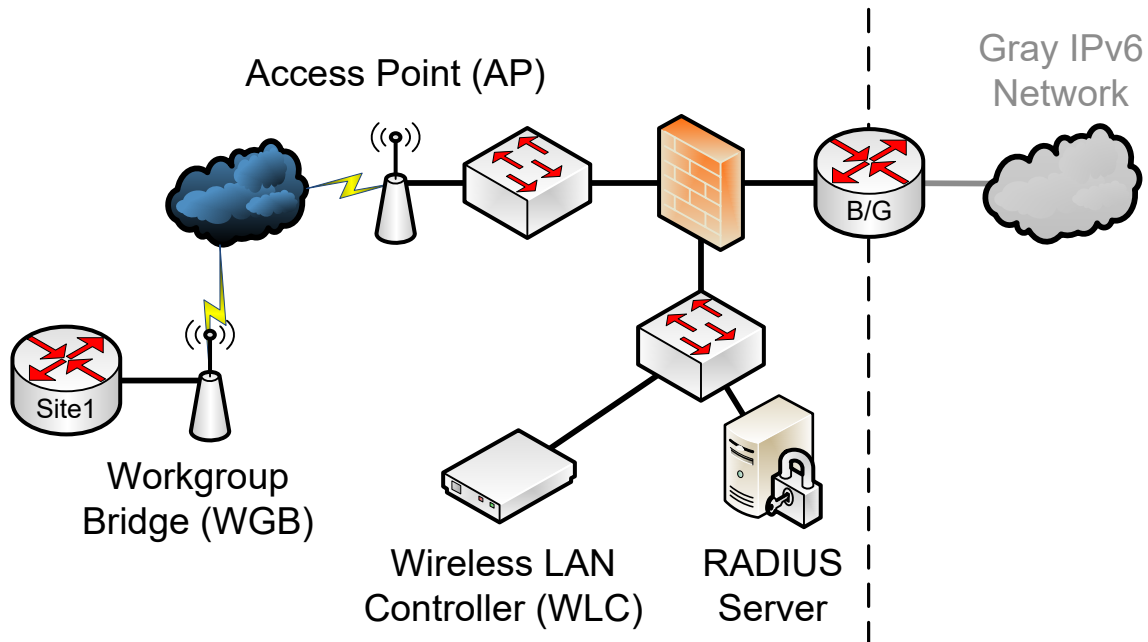 Gray IPv6
Network
Access Point (AP)
B/G
Site1
Workgroup
Bridge (WGB)
Wireless LAN
Controller (WLC)
RADIUS
Server